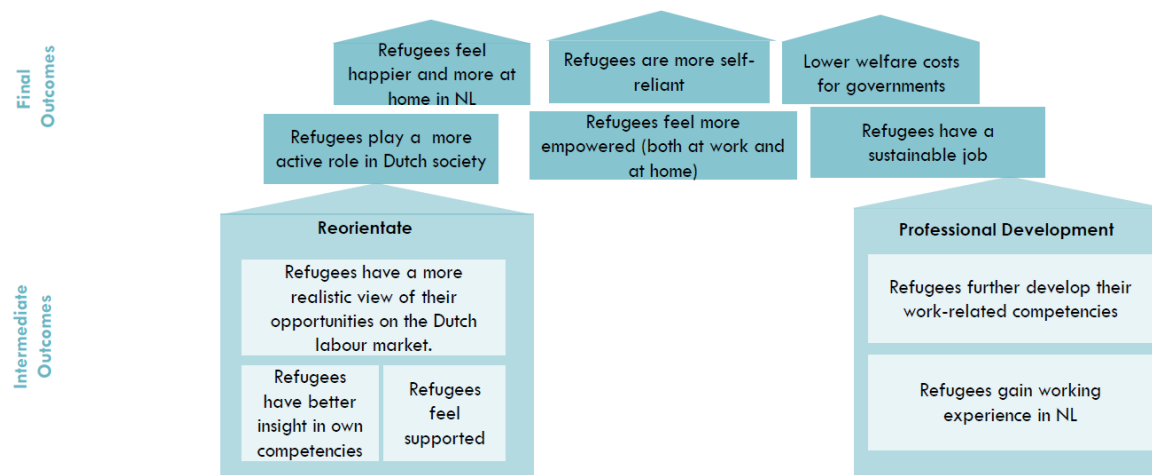 Final
Outcomes
Refugees feel
happier and more at
home in NL
Refugees are more self-
reliant
Lower welfare costs
for governments
Refugees play a more
active role in Dutch society
Refugees feel more
empowered (both at work and
at home)
Refugees have a
sustainable job
Intermediate
Outcomes
Reorientate
Refugees have a more
realistic view of their
opportunities on the Dutch
labour market.
Refugees
have better
insight in own
competencies
Refugees
feel
supported
Professional Development
Refugees further develop their
work-related competencies
Refugees gain working
experience in NL